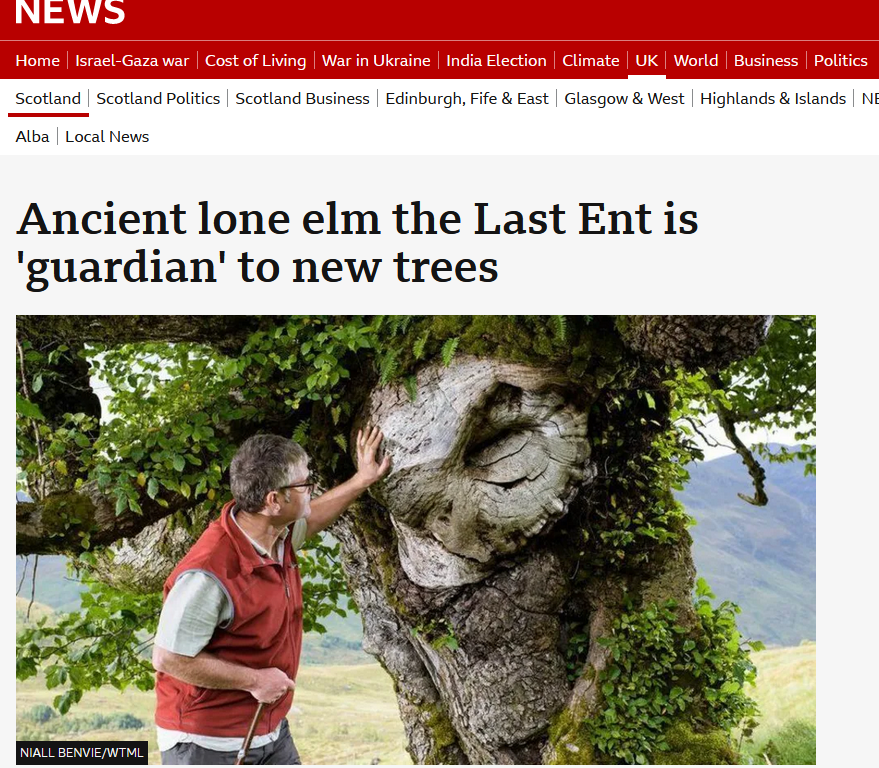 NEWS
Home Israel-Gaza war Cost of Living War in Ukraine India Election Climate UK World Business Politics
Scotland Scotland Politics Scotland Business Edinburgh, Fife & East Glasgow & West Highlands & Islands
Alba Local News
Ancient lone elm the Last Ent is
'guardian' to new trees
NIALL BENVIE/WTML